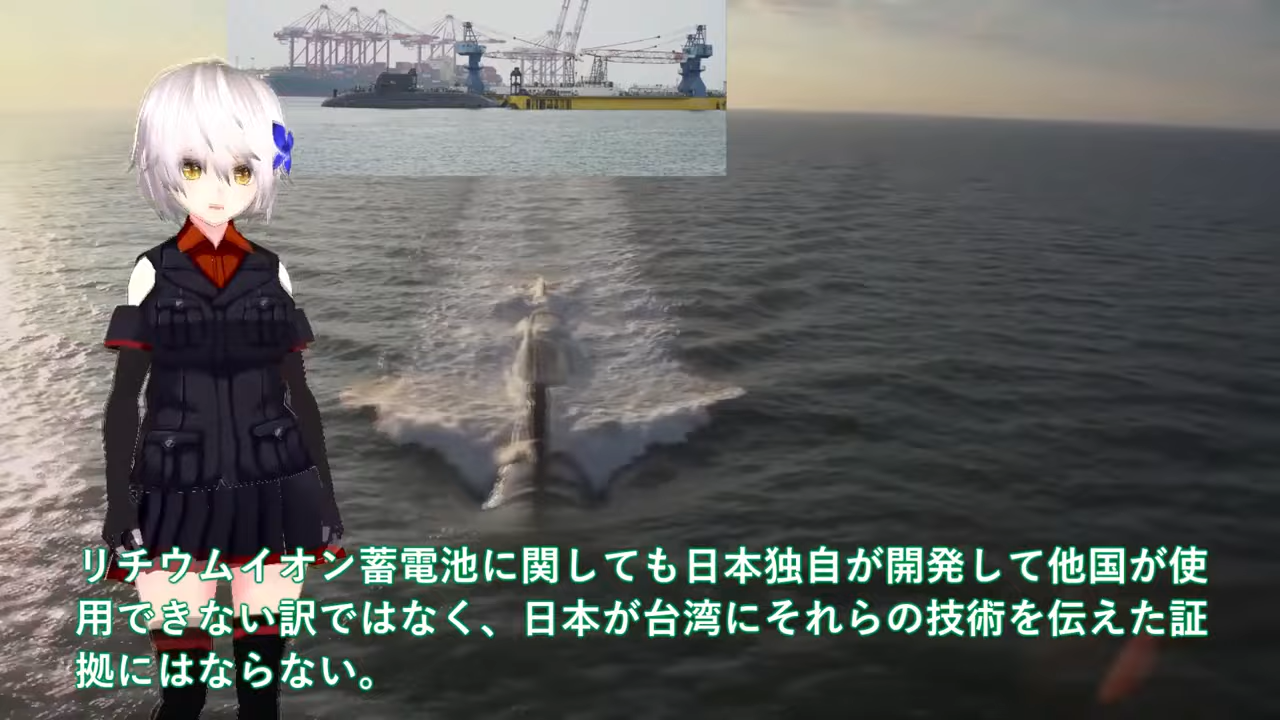 リチウムイオン蓄電池に関しても日本独自が開発して他国が使
用できない訳ではなく、日本が台湾にそれらの技術を伝えた証
拠にはならない。